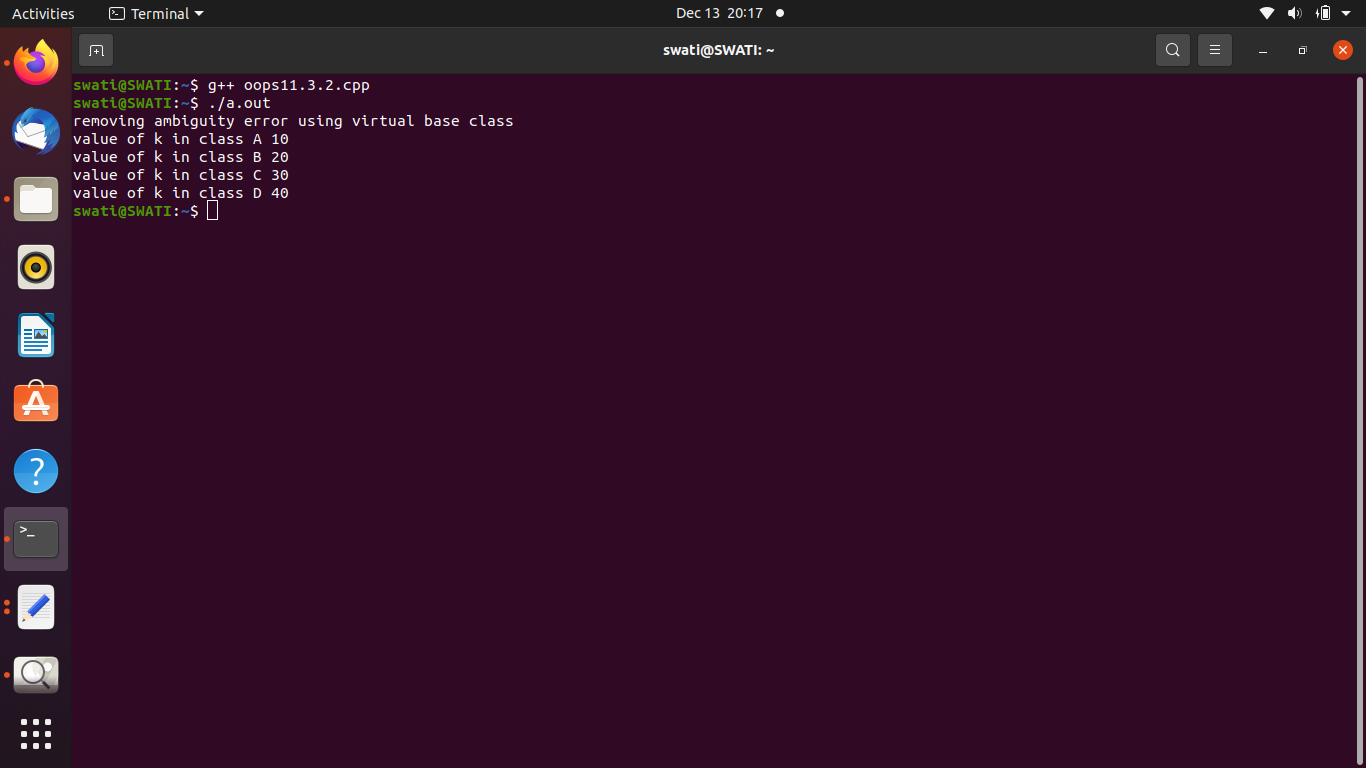 Activities
Terminal
Dec 13 20:17
swati@SWATI: ~
swati@SWATI:~$ g++ oops11.3.2.cpp
swati@SWATI:~$ ./a.out
removing ambiguity error using virtual base class
value of k in class A 10
value of k in class B 20
value of k in class C 30
value of k in class D 40
swati@SWATI:~$